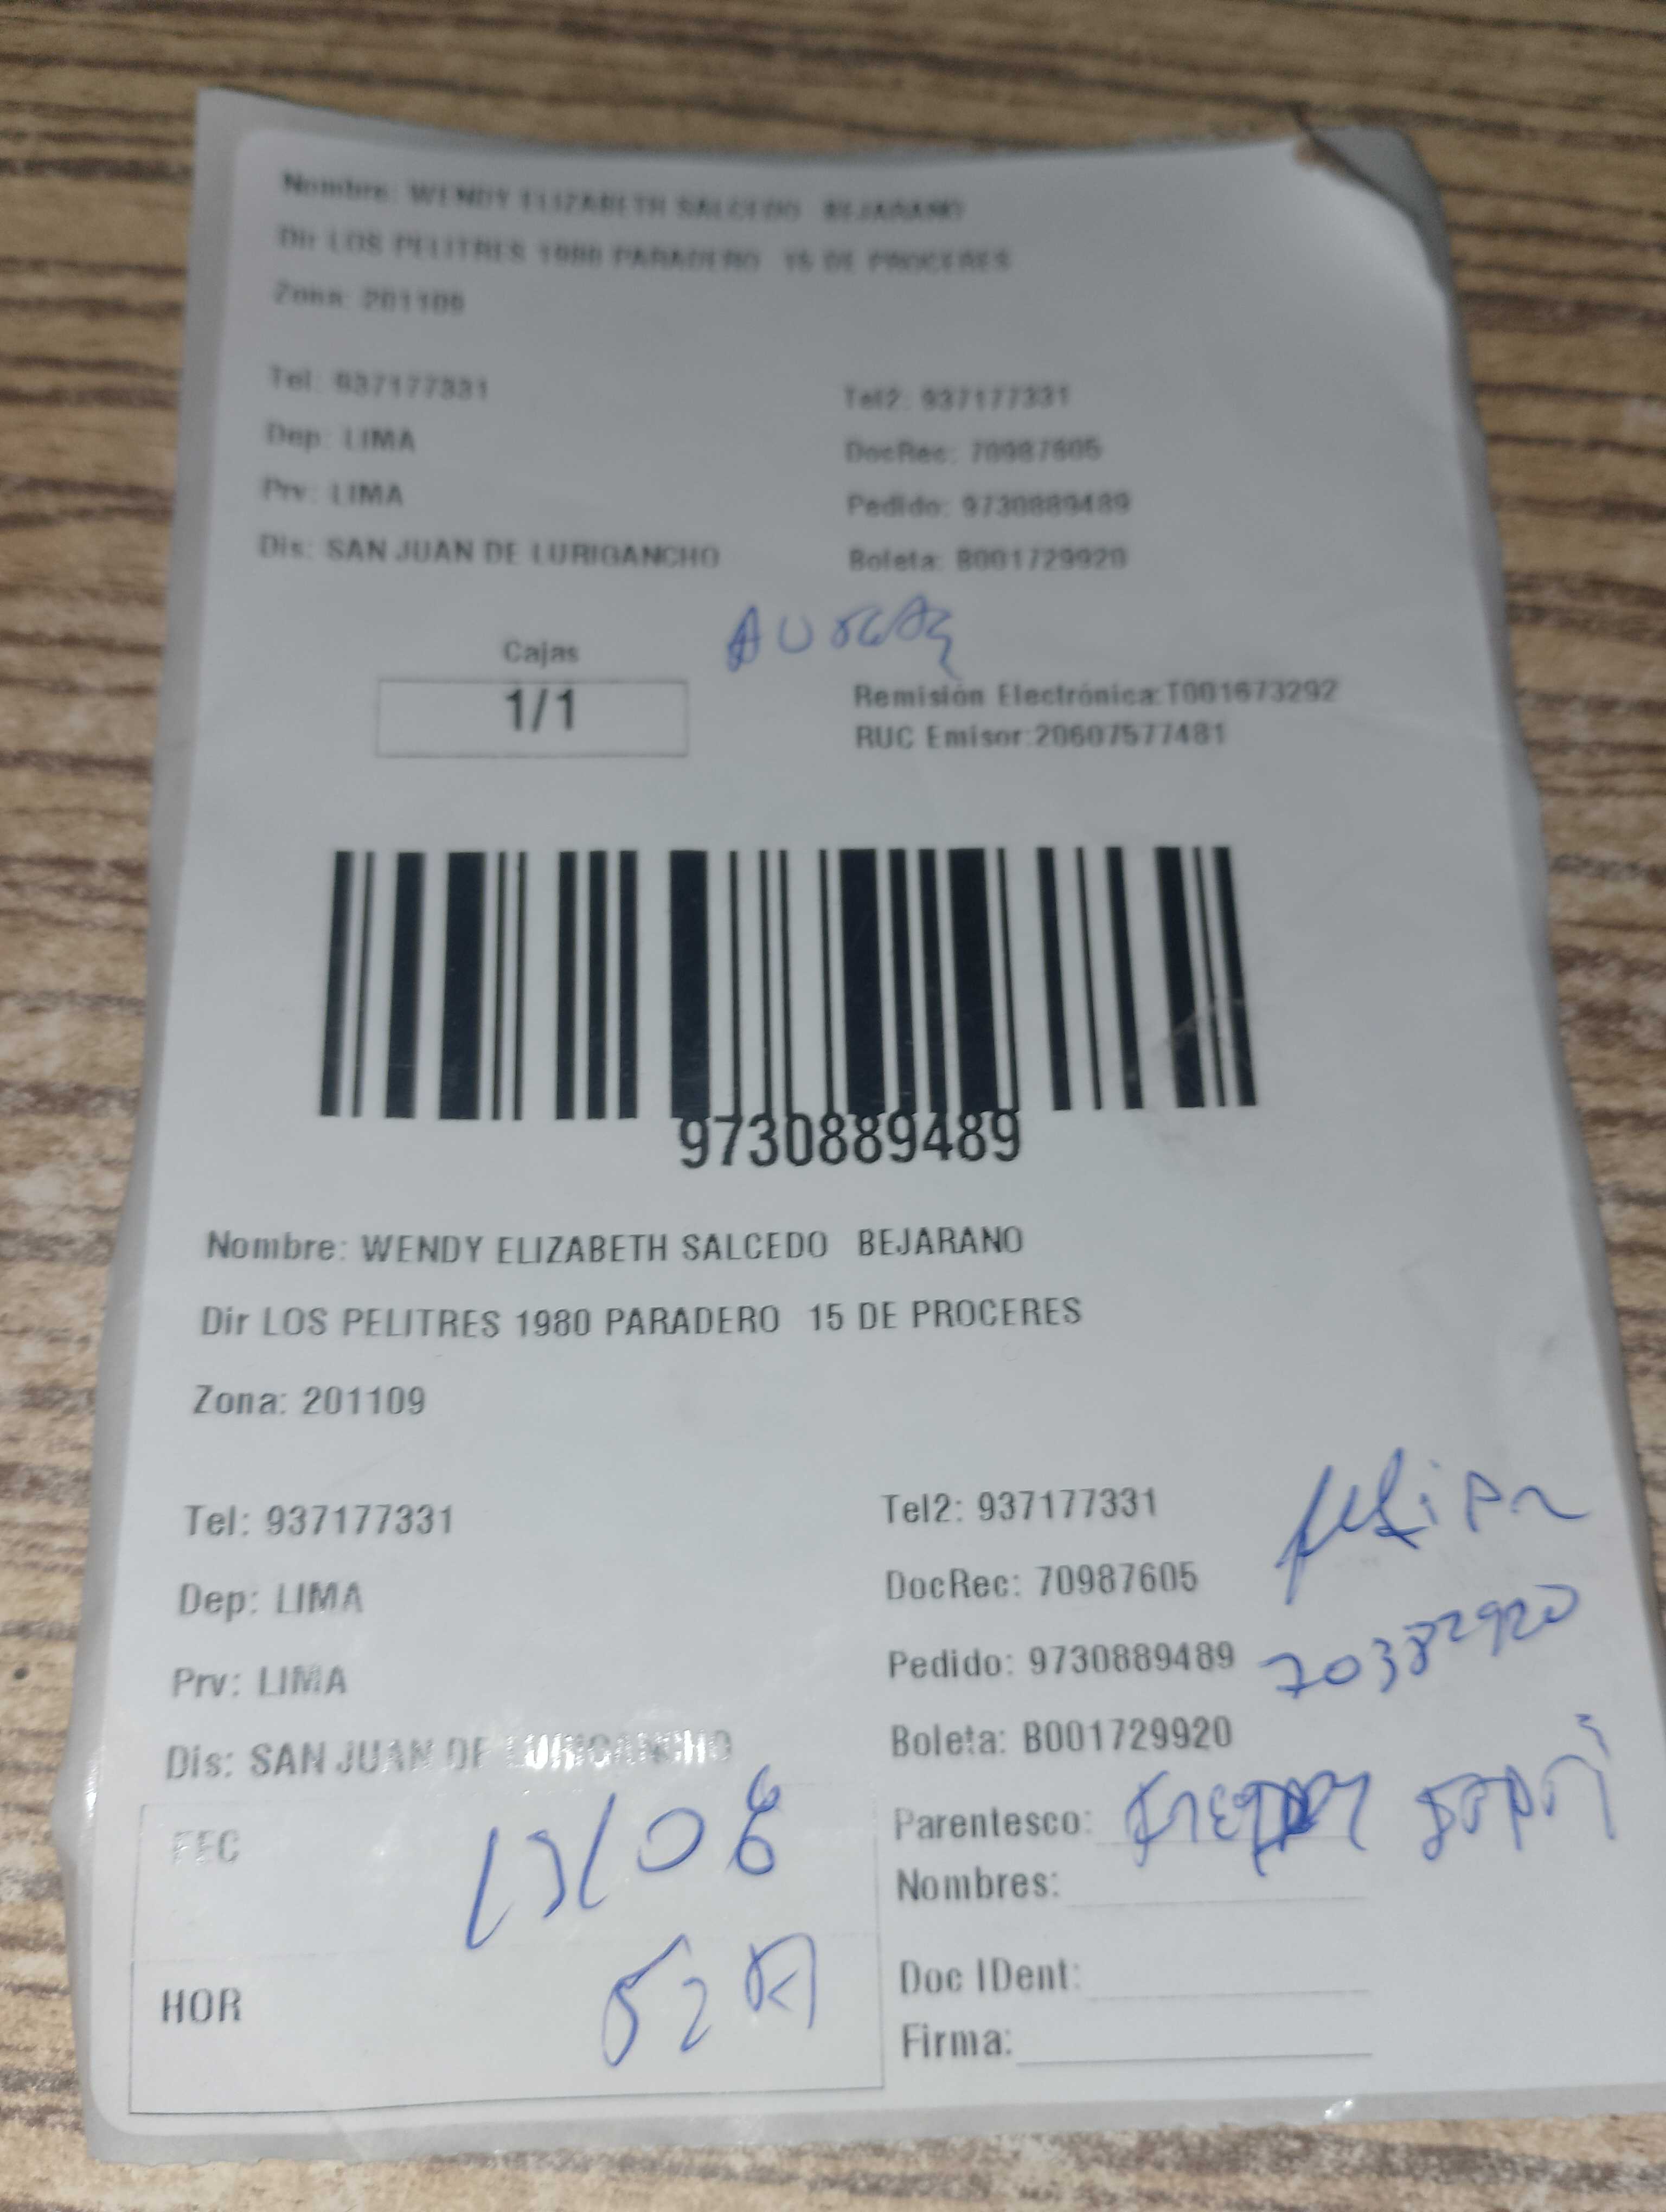 Nombre: WENDY ELIZABETH SALCEDO BEJARANO
Dir LOS PELITRES 1980 PARADERO 15 DE PROCERES
Zona: 201109
Tel: 937177331 Tel2: 937177331
Dep: LIMA DocRec: 70987605
Prv: LIMA Pedido: 9730889489
Dis: SAN JUAN DE LURIGANCHO Boleta: B001729920
Cajas
1/1
Remisión Electrónica:T001673292
RUC Emisor:20607577481
9730889489
Nombre: WENDY ELIZABETH SALCEDO BEJARANO
Dir LOS PELITRES 1980 PARADERO 15 DE PROCERES
Zona: 201109
Tel: 937177331 Tel2: 937177331
Dep: LIMA DocRec: 70987605
Prv: LIMA Pedido: 9730889489
70382920
Dis: SAN JUAN DE LURIGANCHO Boleta: B001729920
FEC
Parentesco:
Nombres:
HOR
Doc IDent:
Firma: